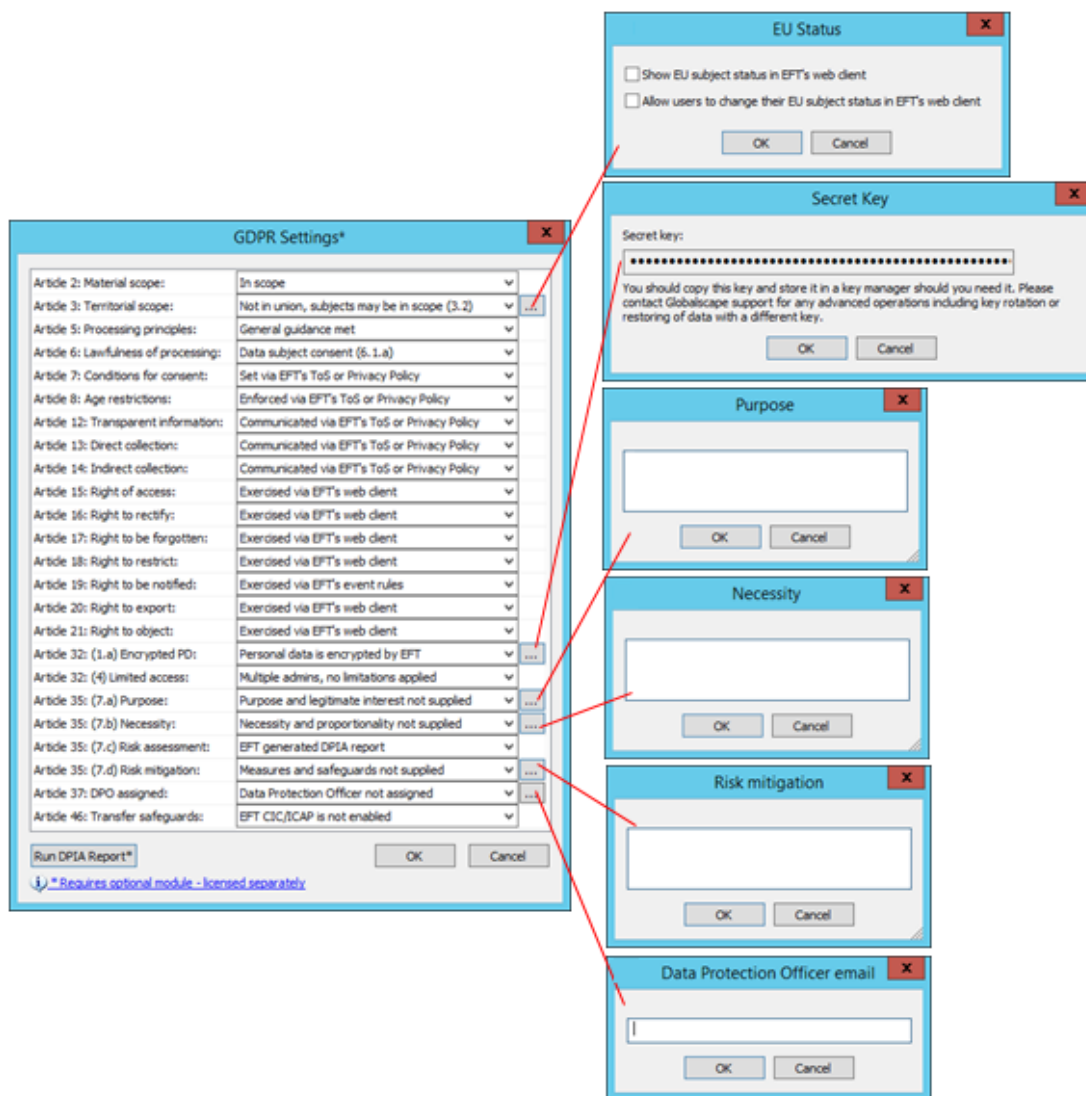 GDPR Settings*
Article 2: Material scope: In scope
Article 3: Territorial scope: Not in union, subjects may be in scope (3.2) ...
Article 5: Processing principles: General guidance met
Article 6: Lawfulness of processing: Data subject consent (6.1.a)
Article 7: Conditions for consent: Set via EFT's ToS or Privacy Policy
Article 8: Age restrictions: Enforced via EFT's ToS or Privacy Policy
Article 12: Transparent information: Communicated via EFT's ToS or Privacy Policy
Article 13: Direct collection: Communicated via EFT's ToS or Privacy Policy
Article 14: Indirect collection: Communicated via EFT's ToS or Privacy Policy
Article 15: Right of access: Exercised via EFT's web client
Article 16: Right to rectify: Exercised via EFT's web client
Article 17: Right to be forgotten: Exercised via EFT's web client
Article 18: Right to restrict: Exercised via EFT's web client
Article 19: Right to be notified: Exercised via EFT's event rules
Article 20: Right to export: Exercised via EFT's web client
Article 21: Right to object: Exercised via EFT's web client
Article 32: (1.a) Encrypted PD: Personal data is encrypted by EFT ...
Article 32: (4) Limited access: Multiple admins, no limitations applied
Article 35: (7.a) Purpose: Purpose and legitimate interest not supplied ...
Article 35: (7.b) Necessity: Necessity and proportionality not supplied ...
Article 35: (7.c) Risk assessment: EFT generated DPIA report
Article 35: (7.d) Risk mitigation: Measures and safeguards not supplied ...
Article 37: DPO assigned: Data Protection Officer not assigned ...
Article 46: Transfer safeguards: EFT CIC/ICAP is not enabled
Run DPIA Report* OK Cancel
* Requires optional module - licensed separately
EU Status
Show EU subject status in EFT's web client
Allow users to change their EU subject status in EFT's web client
OK Cancel
Secret Key
Secret key:
You should copy this key and store it in a key manager should you need it. Please
contact Globalscape support for any advanced operations including key rotation or
restoring of data with a different key.
OK Cancel
Purpose
OK Cancel
Necessity
OK Cancel
Risk mitigation
OK Cancel
Data Protection Officer email
OK Cancel